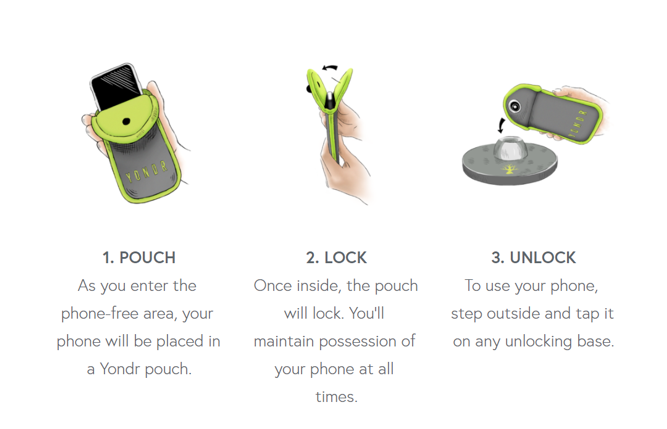 YONDR
YONDR
1. POUCH
As you enter the
phone-free area, your
phone will be placed in
a Yondr pouch.
2. LOCK
Once inside, the pouch
will lock. You'll
maintain possession of
your phone at all
times.
3. UNLOCK
To use your phone,
step outside and tap it
on any unlocking base.